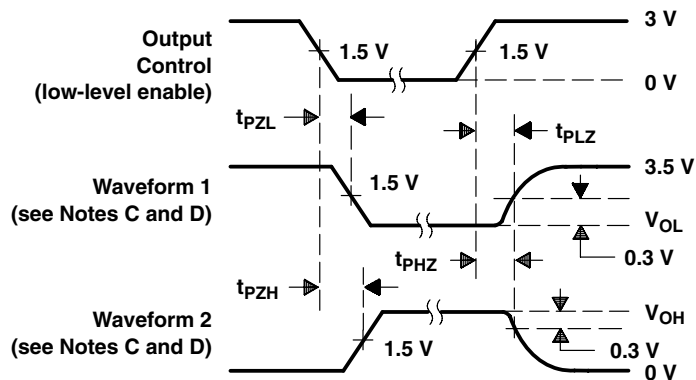 Output
Control
(low-level enable)
1.5 V
1.5 V
3 V
0 V
tPZL
tPLZ
Waveform 1
(see Notes C and D)
1.5 V
3.5 V
VOL
0.3 V
tPZH
tPHZ
Waveform 2
(see Notes C and D)
1.5 V
VOH
0.3 V
0 V